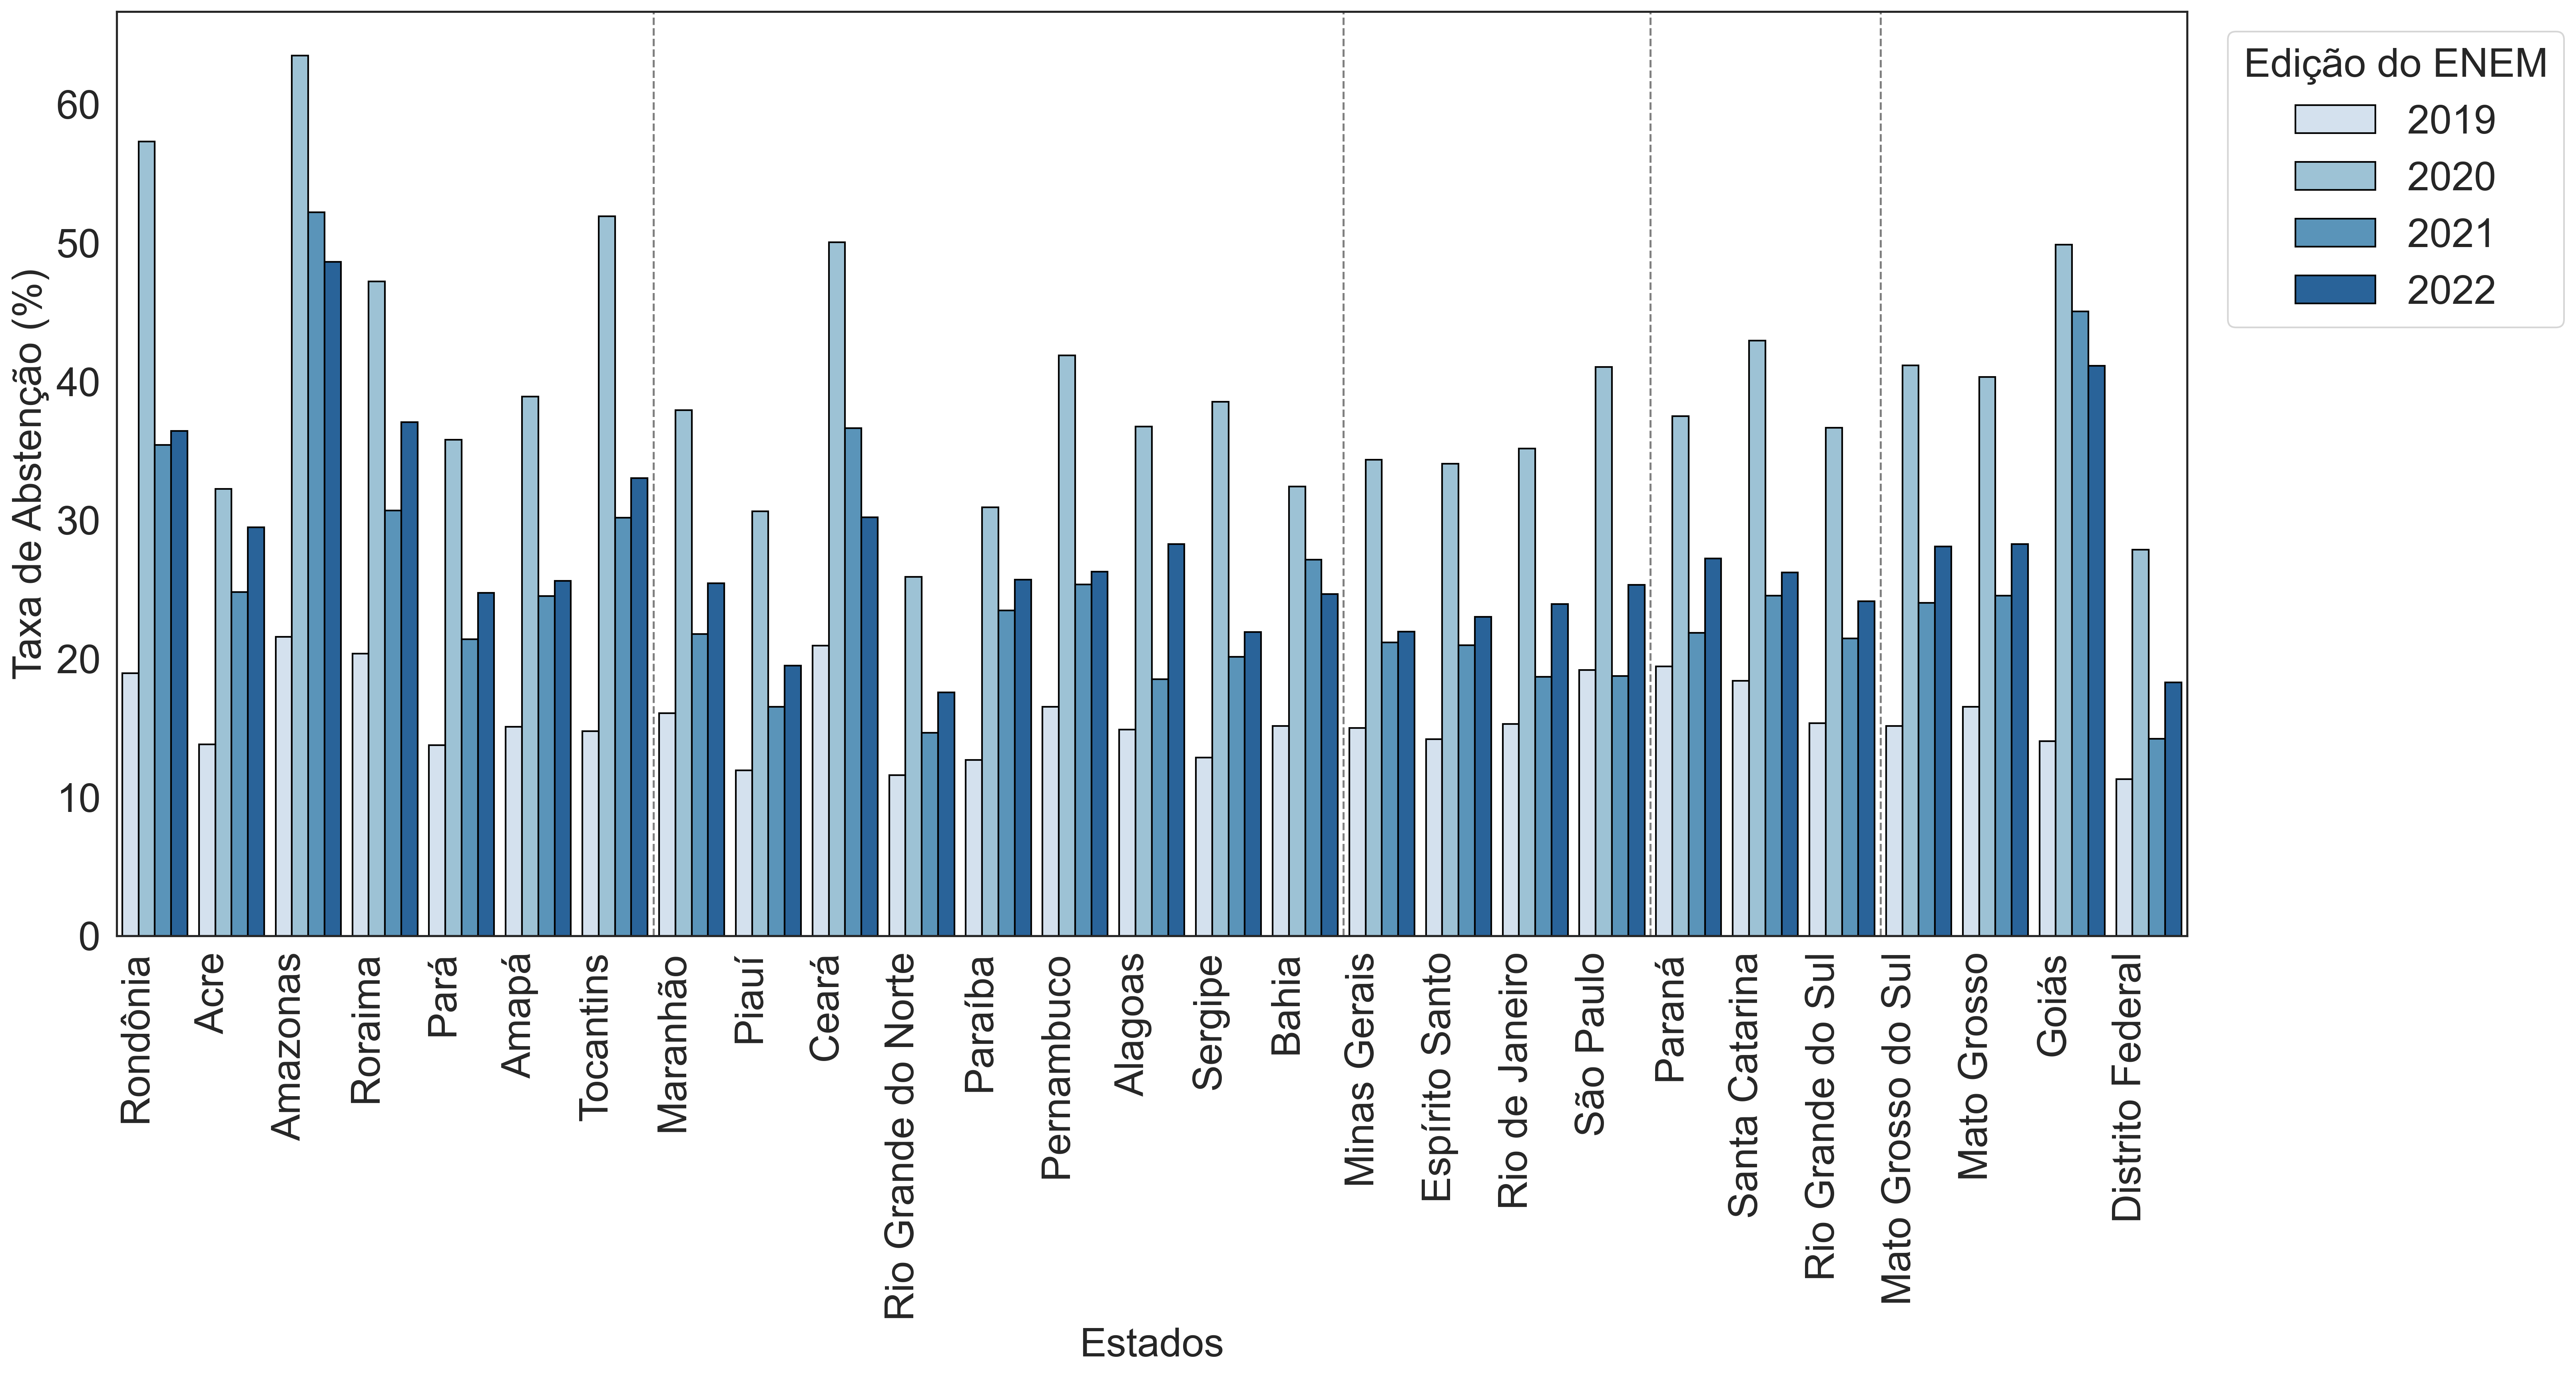 Taxa de Abstenção (%)
60
50
40
30
20
10
0
Rondônia
Acre
Amazonas
Roraima
Pará
Amapá
Tocantins
Maranhão
Piauí
Ceará
Rio Grande do Norte
Paraíba
Pernambuco
Alagoas
Sergipe
Bahia
Minas Gerais
Espírito Santo
Rio de Janeiro
São Paulo
Paraná
Santa Catarina
Rio Grande do Sul
Mato Grosso do Sul
Mato Grosso
Goiás
Distrito Federal
Estados
Edição do ENEM
2019
2020
2021
2022